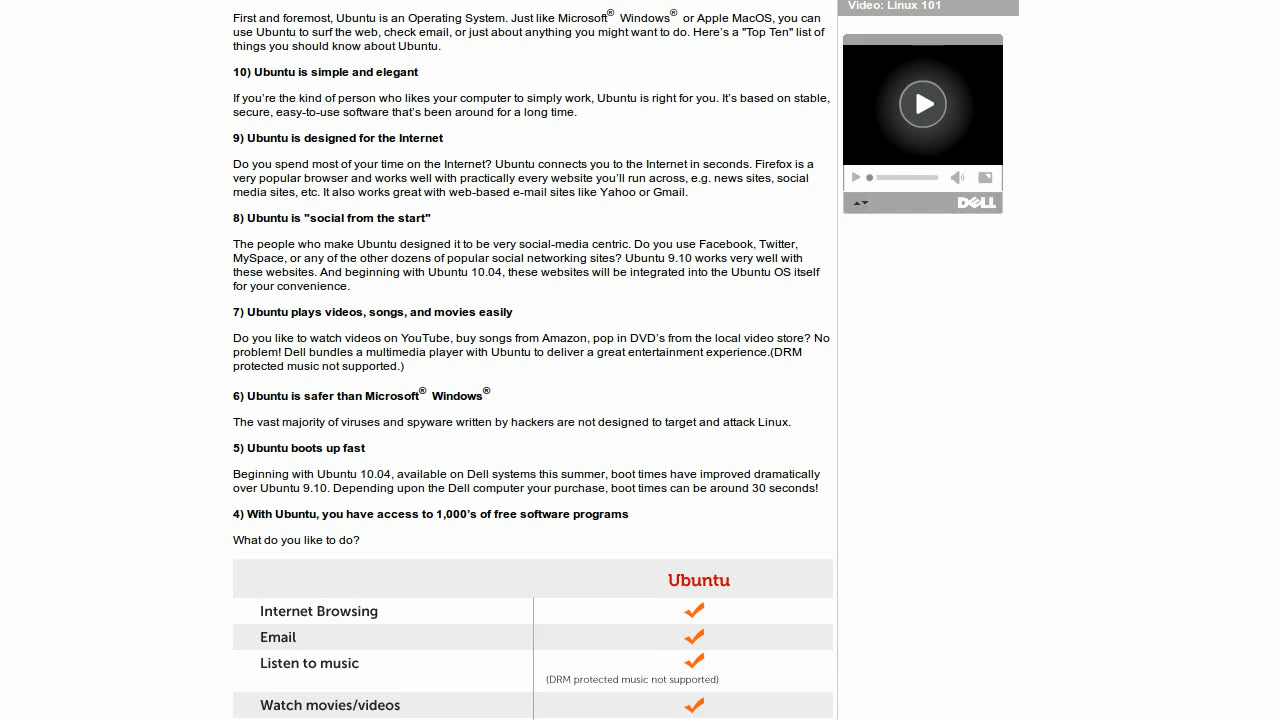 First and foremost, Ubuntu is an Operating System. Just like Microsoft® Windows® or Apple MacOS, you can
use Ubuntu to surf the web, check email, or just about anything you might want to do. Here's a "Top Ten" list of
things you should know about Ubuntu.
10) Ubuntu is simple and elegant
If you're the kind of person who likes your computer to simply work, Ubuntu is right for you. It's based on stable,
secure, easy-to-use software that's been around for a long time.
9) Ubuntu is designed for the Internet
Do you spend most of your time on the Internet? Ubuntu connects you to the Internet in seconds. Firefox is a
very popular browser and works well with practically every website you'll run across, e.g. news sites, social
media sites, etc. It also works great with web-based e-mail sites like Yahoo or Gmail.
8) Ubuntu is "social from the start"
The people who make Ubuntu designed it to be very social-media centric. Do you use Facebook, Twitter,
MySpace, or any of the other dozens of popular social networking sites? Ubuntu 9.10 works very well with
these websites. And beginning with Ubuntu 10.04, these websites will be integrated into the Ubuntu OS itself
for your convenience.
7) Ubuntu plays videos, songs, and movies easily
Do you like to watch videos on YouTube, buy songs from Amazon, pop in DVD's from the local video store? No
problem! Dell bundles a multimedia player with Ubuntu to deliver a great entertainment experience.(DRM
protected music not supported.)
6) Ubuntu is safer than Microsoft® Windows®
The vast majority of viruses and spyware written by hackers are not designed to target and attack Linux.
5) Ubuntu boots up fast
Beginning with Ubuntu 10.04, available on Dell systems this summer, boot times have improved dramatically
over Ubuntu 9.10. Depending upon the Dell computer your purchase, boot times can be around 30 seconds!
4) With Ubuntu, you have access to 1,000's of free software programs
What do you like to do?
Ubuntu
Internet Browsing
Email
Listen to music
(DRM protected music not supported)
Watch movies/videos
Video: Linux 101
DELL